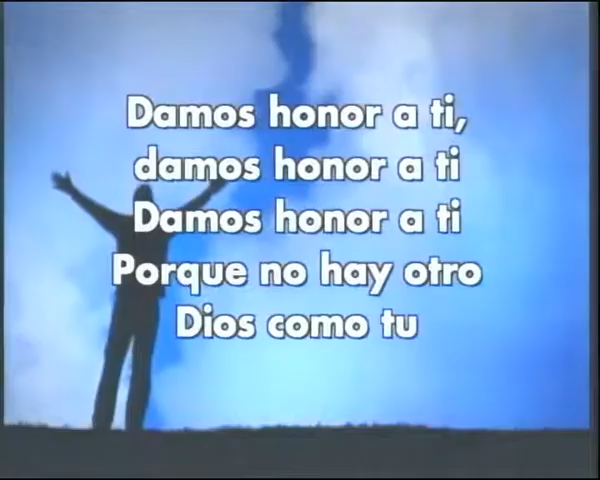 Damos honor a ti,
damos honor a ti
Damos honor a ti
Porque no hay otro
Dios como tu